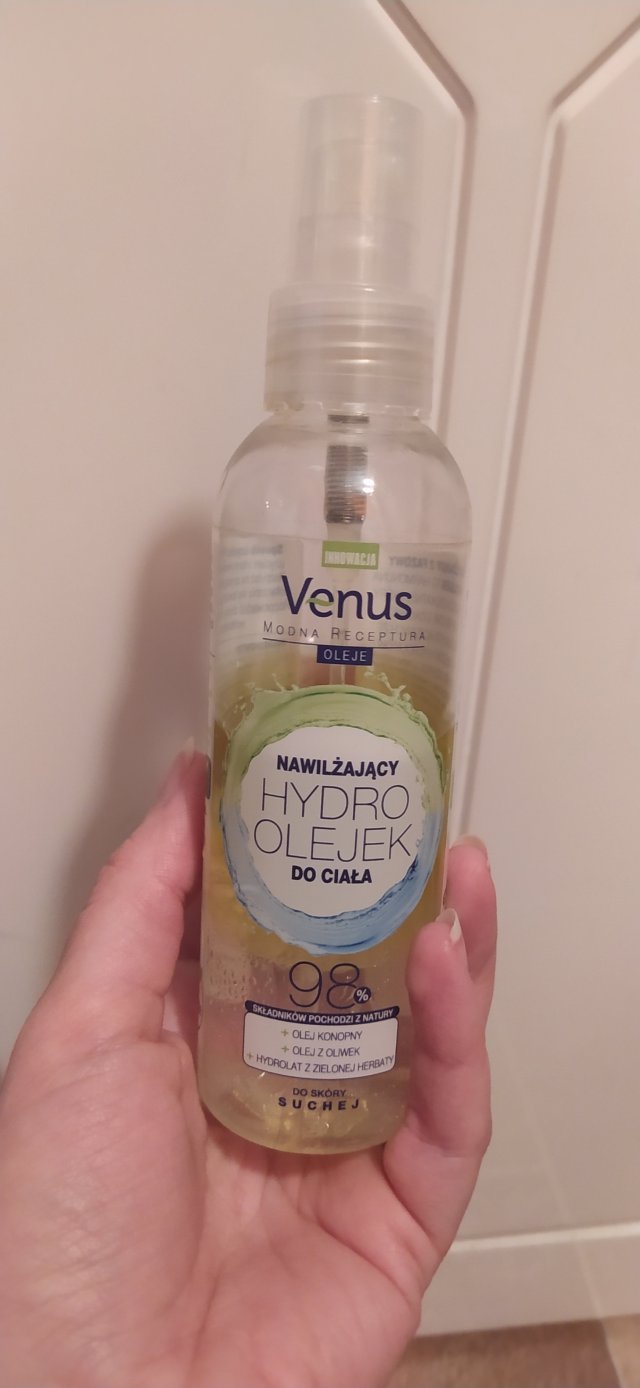 INNOWACJA
Venus
MODNA RECEPTURA
OLEJE
NAWILŻAJĄCY
HYDRO
OLEJEK
DO CIAŁA
98%
SKŁADNIKÓW POCHODZI Z NATURY
+ OLEJ KONOPNY
+ OLEJ Z OLIWEK
+ HYDROLAT Z ZIELONEJ HERBATY
DO SKÓRY
SUCHEJ